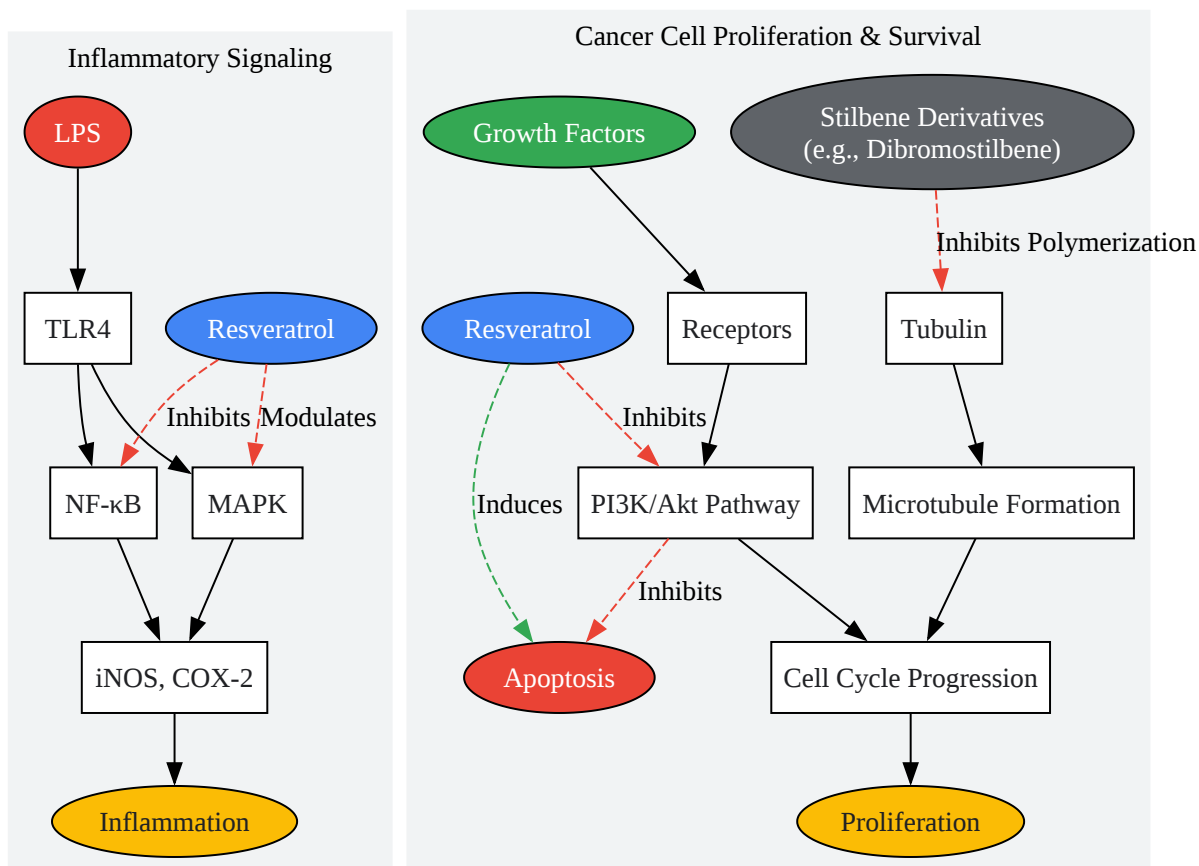 Inflammatory Signaling
LPS
TLR4
Resveratrol
Inhibits
Modulates
NF-κB
MAPK
iNOS, COX-2
Inflammation
Cancer Cell Proliferation & Survival
Growth Factors
Stilbene Derivatives
(e.g., Dibromostilbene)
Inhibits Polymerization
Resveratrol
Receptors
Tubulin
Inhibits
Induces
PI3K/Akt Pathway
Microtubule Formation
Inhibits
Apoptosis
Cell Cycle Progression
Proliferation